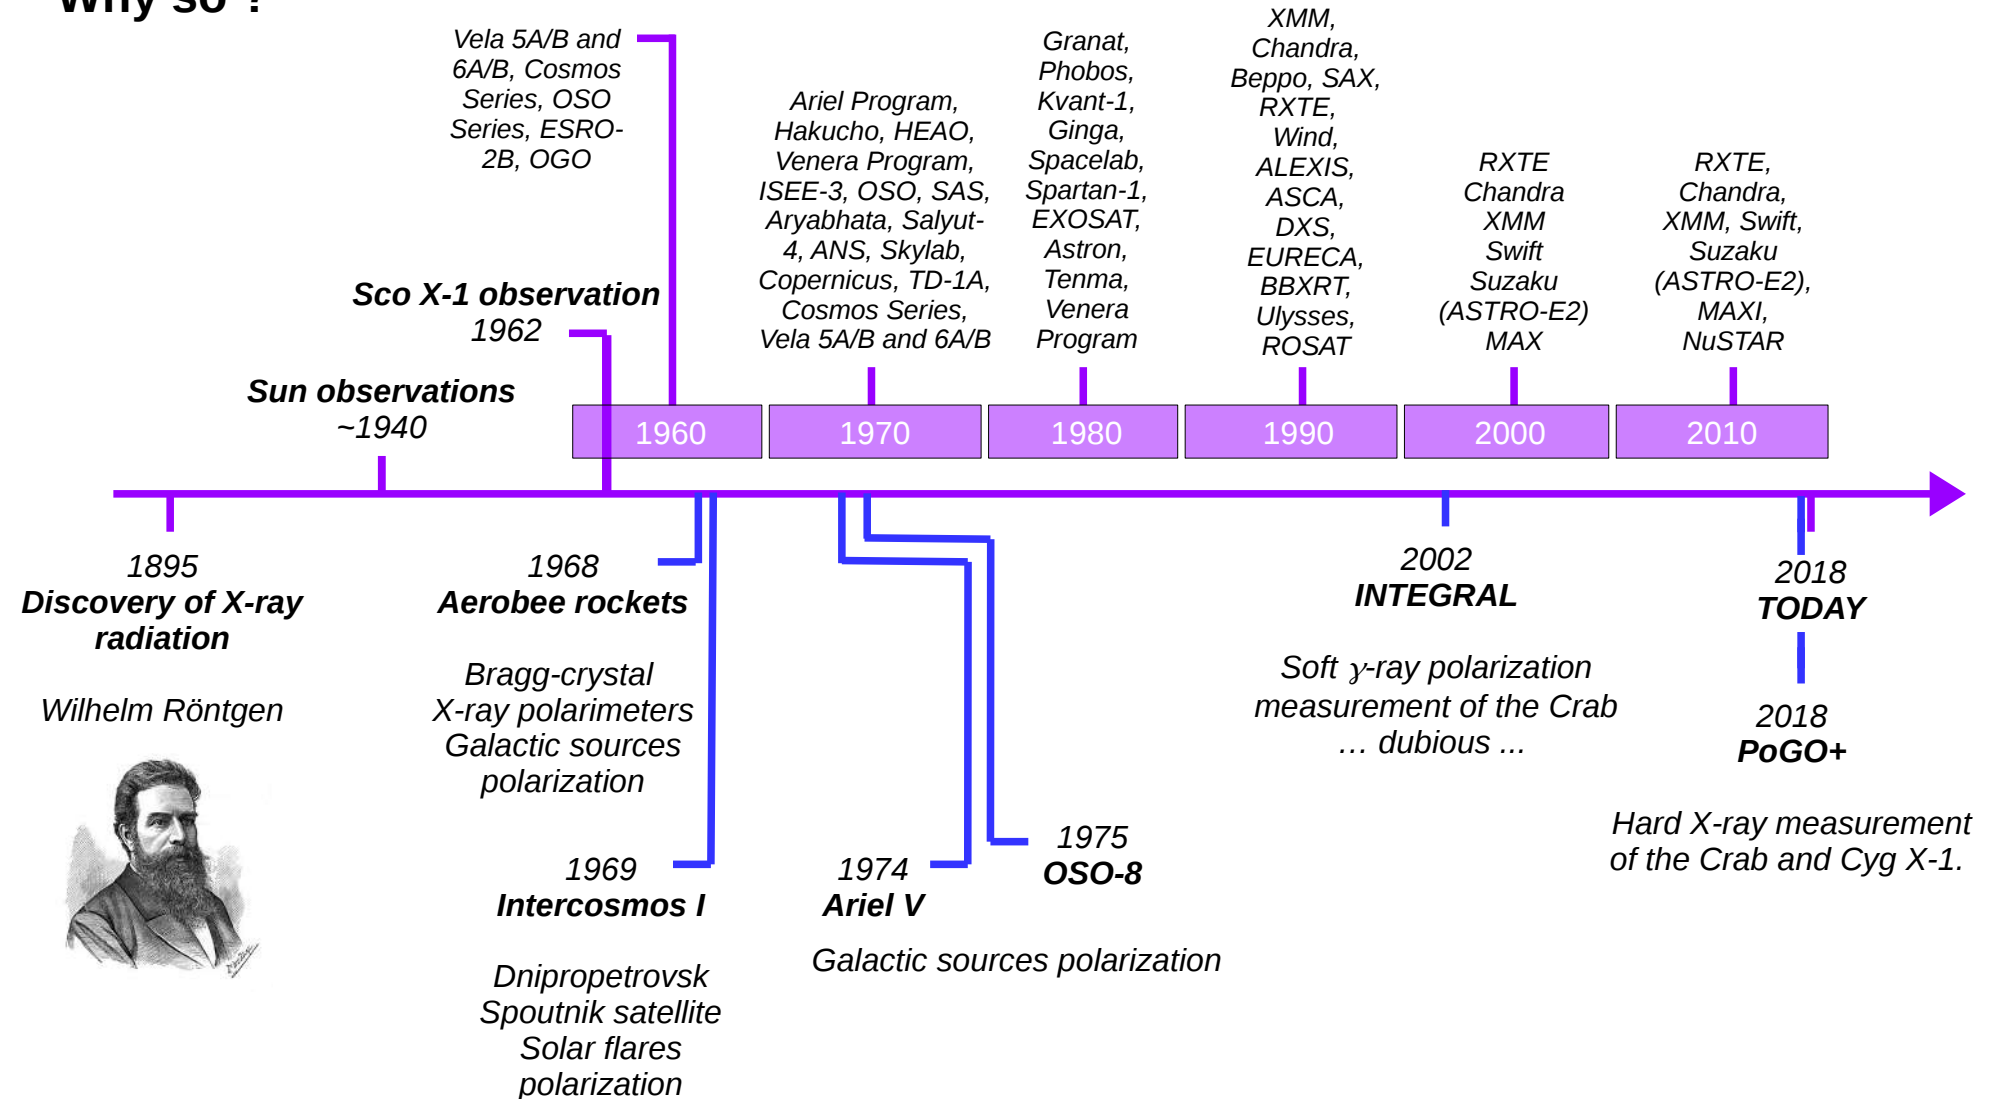 Why so ?
Vela 5A/B and
6A/B, Cosmos
Series, OSO
Series, ESRO-
2B, OGO
Ariel Program,
Hakucho, HEAO,
Venera Program,
ISEE-3, OSO, SAS,
Aryabhata, Salyut-
4, ANS, Skylab,
Copernicus, TD-1A,
Cosmos Series,
Vela 5A/B and 6A/B
Granat,
Phobos,
Kvant-1,
Ginga,
Spacelab,
Spartan-1,
EXOSAT,
Astron,
Tenma,
Venera
Program
XMM,
Chandra,
Beppo, SAX,
RXTE,
Wind,
ALEXIS,
ASCA,
DXS,
EURECA,
BBXRT,
Ulysses,
ROSAT
RXTE
Chandra
XMM
Swift
Suzaku
(ASTRO-E2)
MAX
RXTE,
Chandra,
XMM, Swift,
Suzaku
(ASTRO-E2),
MAXI,
NuSTAR
Sco X-1 observation
1962
Sun observations
~1940
1960
1970
1980
1990
2000
2010
1895
Discovery of X-ray
radiation
Wilhelm Röntgen
1968
Aerobee rockets
Bragg-crystal
X-ray polarimeters
Galactic sources
polarization
1969
Intercosmos I
Dnipropetrovsk
Spoutnik satellite
Solar flares
polarization
1974
Ariel V
1975
OSO-8
Galactic sources polarization
2002
INTEGRAL
Soft γ-ray polarization
measurement of the Crab
… dubious ...
2018
TODAY
2018
PoGO+
Hard X-ray measurement
of the Crab and Cyg X-1.